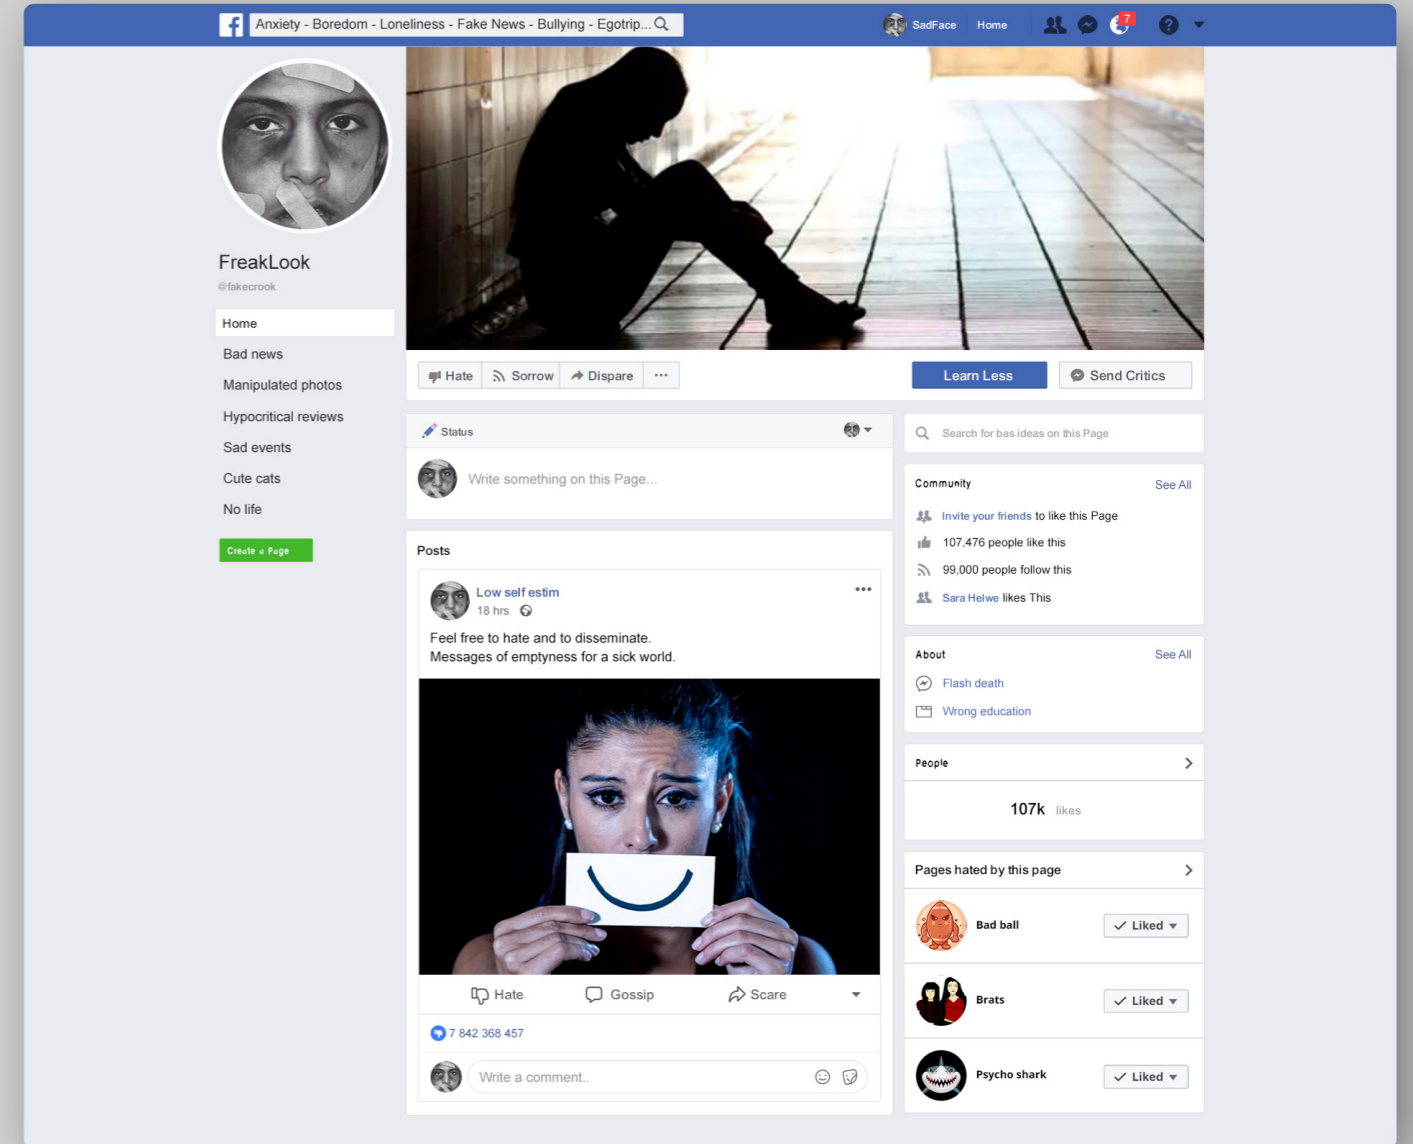 Anxiety - Boredom - Loneliness - Fake News - Bullying - Egotrip...
SadFace
Home
7
FreakLook
@fakecrook
Home
Bad news
Manipulated photos
Hypocritical reviews
Sad events
Cute cats
No life
Create a Page
Hate
Sorrow
Dispare
Learn Less
Send Critics
Status
Write something on this Page...
Posts
Low self estim
18 hrs
Feel free to hate and to disseminate.
Messages of emptyness for a sick world.
Hate
Gossip
Scare
7 842 368 457
Write a comment..
Search for bas ideas on this Page
Community
See All
Invite your friends to like this Page
107,476 people like this
99,000 people follow this
Sara Helwe likes This
About
See All
Flash death
Wrong education
People
107k likes
Pages hated by this page
Bad ball
Liked
Brats
Liked
Psycho shark
Liked